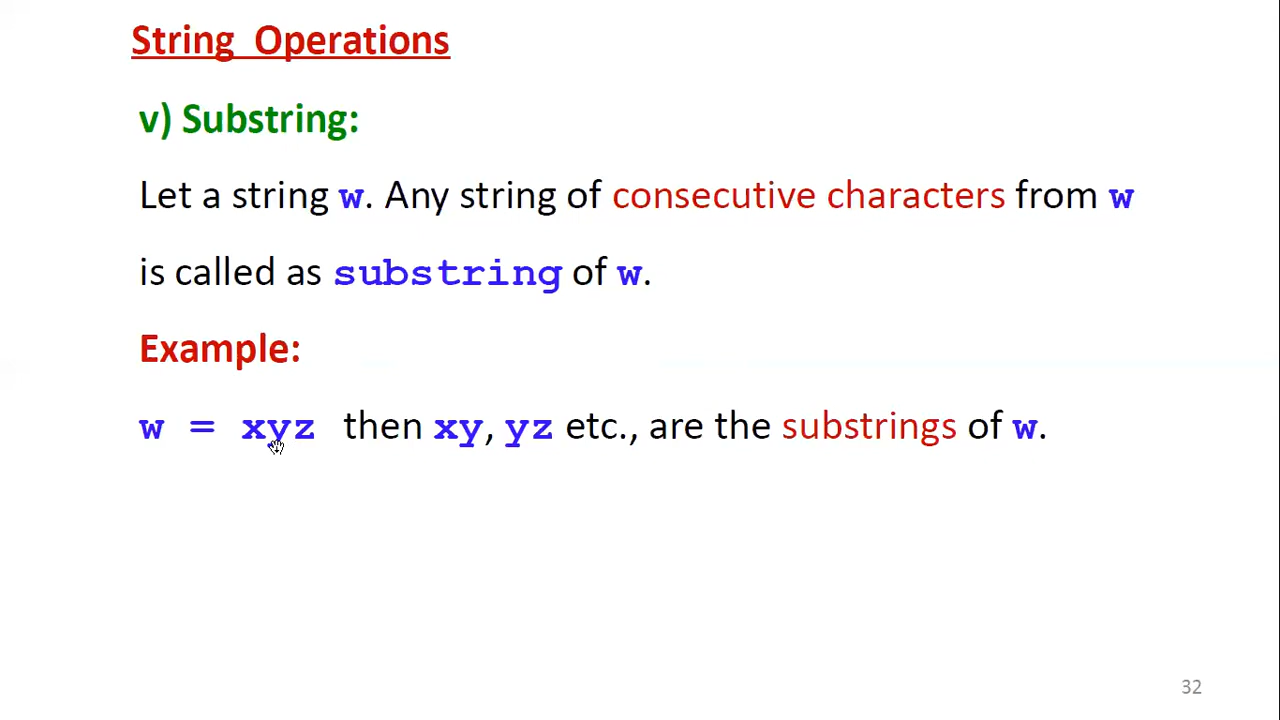 String Operations
v) Substring:
Let a string w. Any string of consecutive characters from w
is called as substring of w.
Example:
w = xyz then xy, yz etc., are the substrings of w.
32